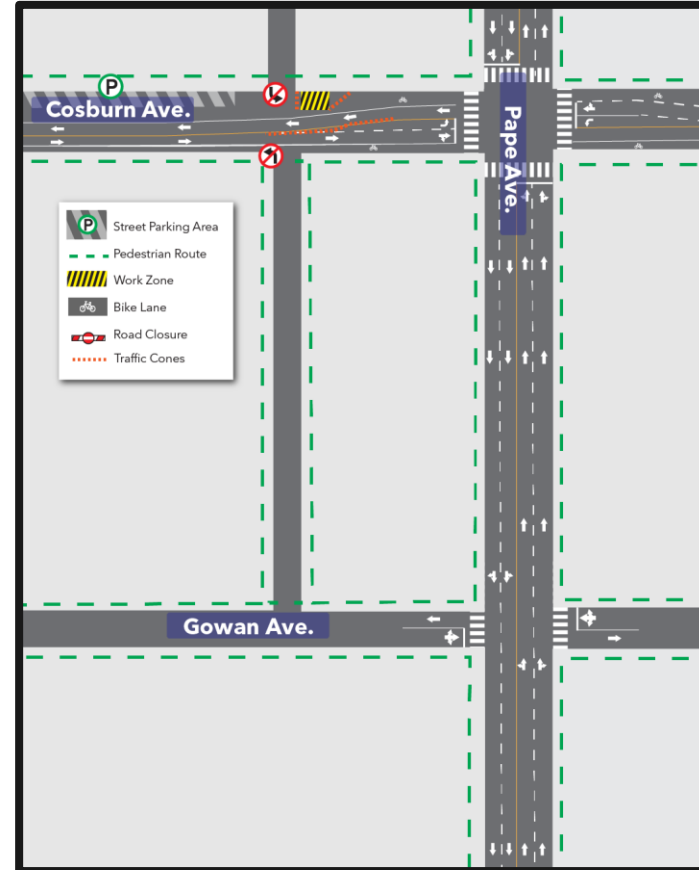 P
Cosburn Ave.
Pape Ave.
P
Street Parking Area
Pedestrian Route
Work Zone
Bike Lane
Road Closure
Traffic Cones
Gowan Ave.